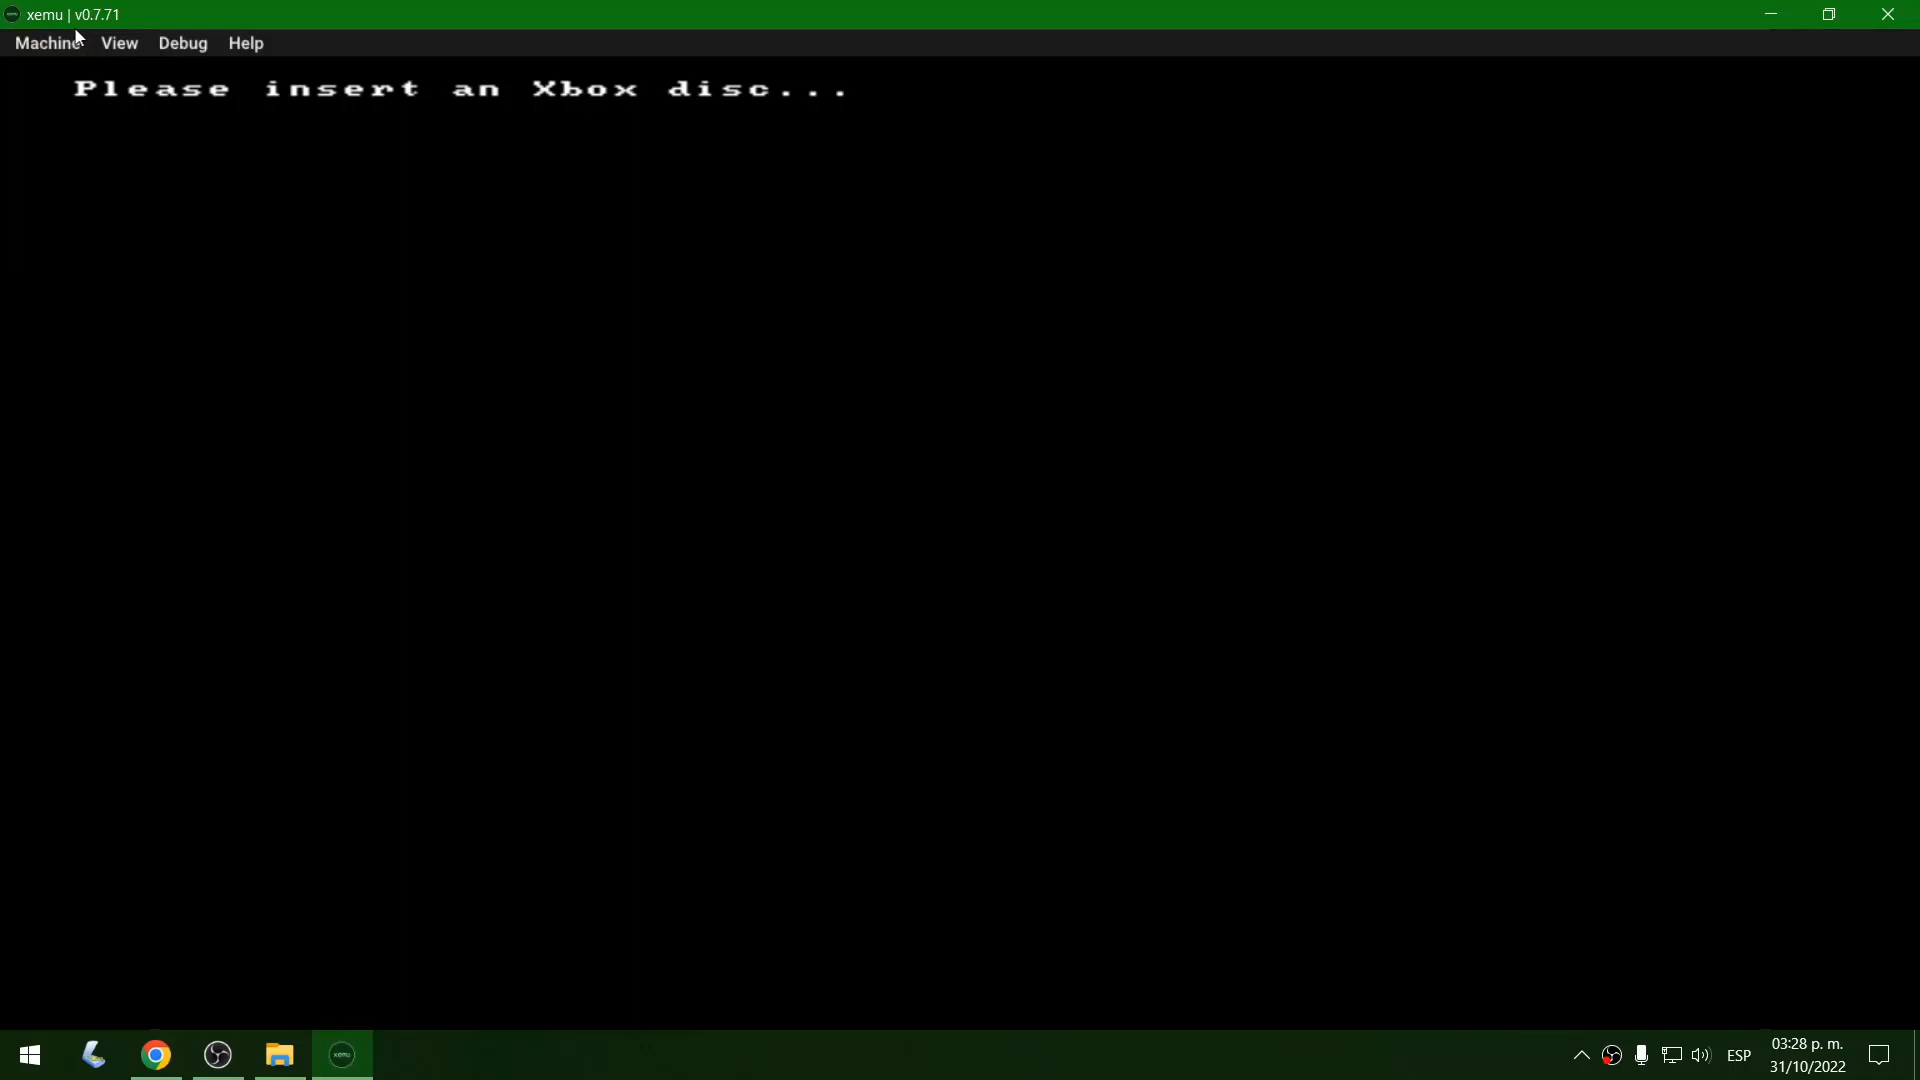 xemu | v0.7.71
Machine View Debug Help
Please insert an Xbox disc...
xemu
ESP
03:28 p. m.
31/10/2022